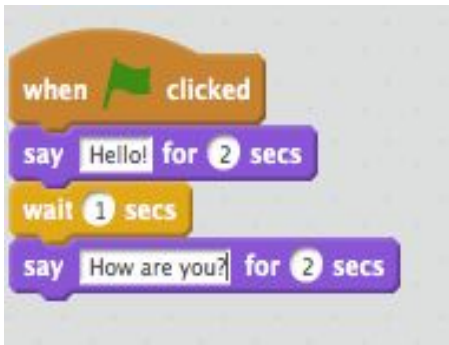 when clicked
say Hello! for 2 secs
wait 1 secs
say How are you? for 2 secs